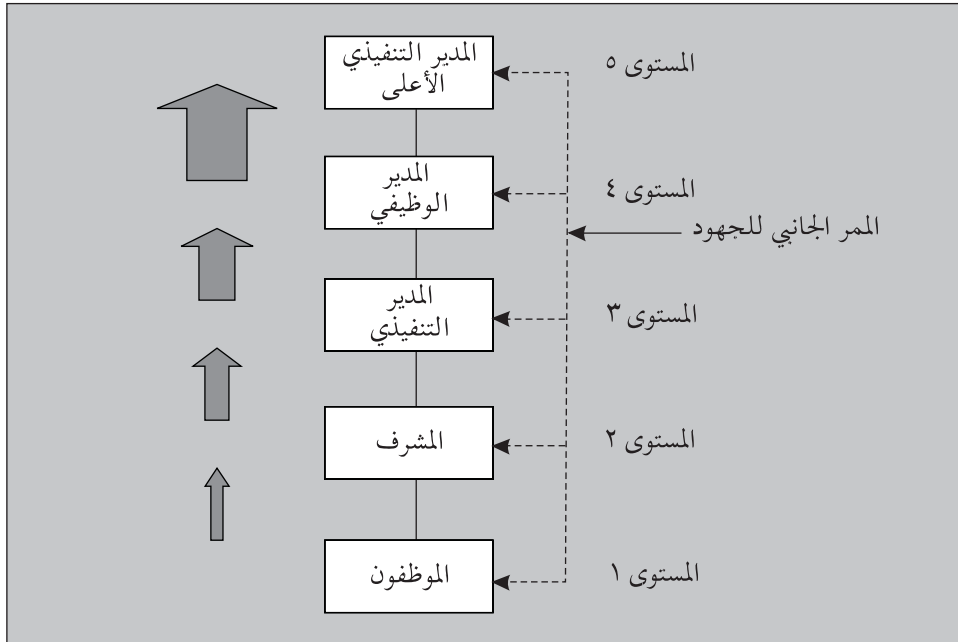 المدير التنفيذي
الأعلى
المستوى ٥
المدير
الوظيفي
المستوى ٤
الممر الجانبي للجهود
المدير
التنفيذي
المستوى ٣
المشرف
المستوى ٢
الموظفون
المستوى ١